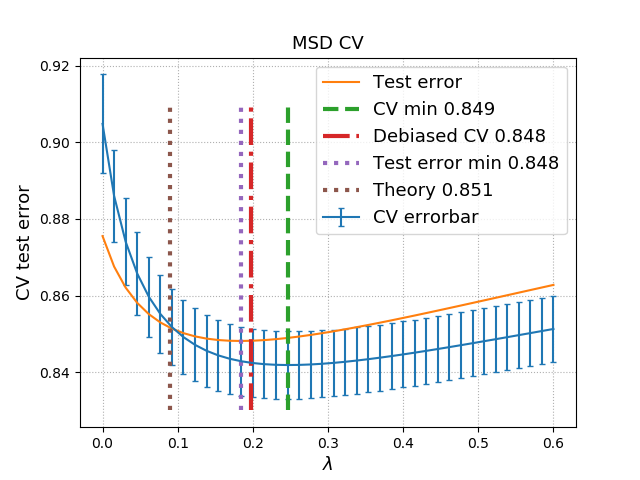 MSD CV
CV test error
0.92
0.90
0.88
0.86
0.84
Test error
CV min 0.849
Debiased CV 0.848
Test error min 0.848
Theory 0.851
CV errorbar
0.0 0.1 0.2 0.3 0.4 0.5 0.6
λ